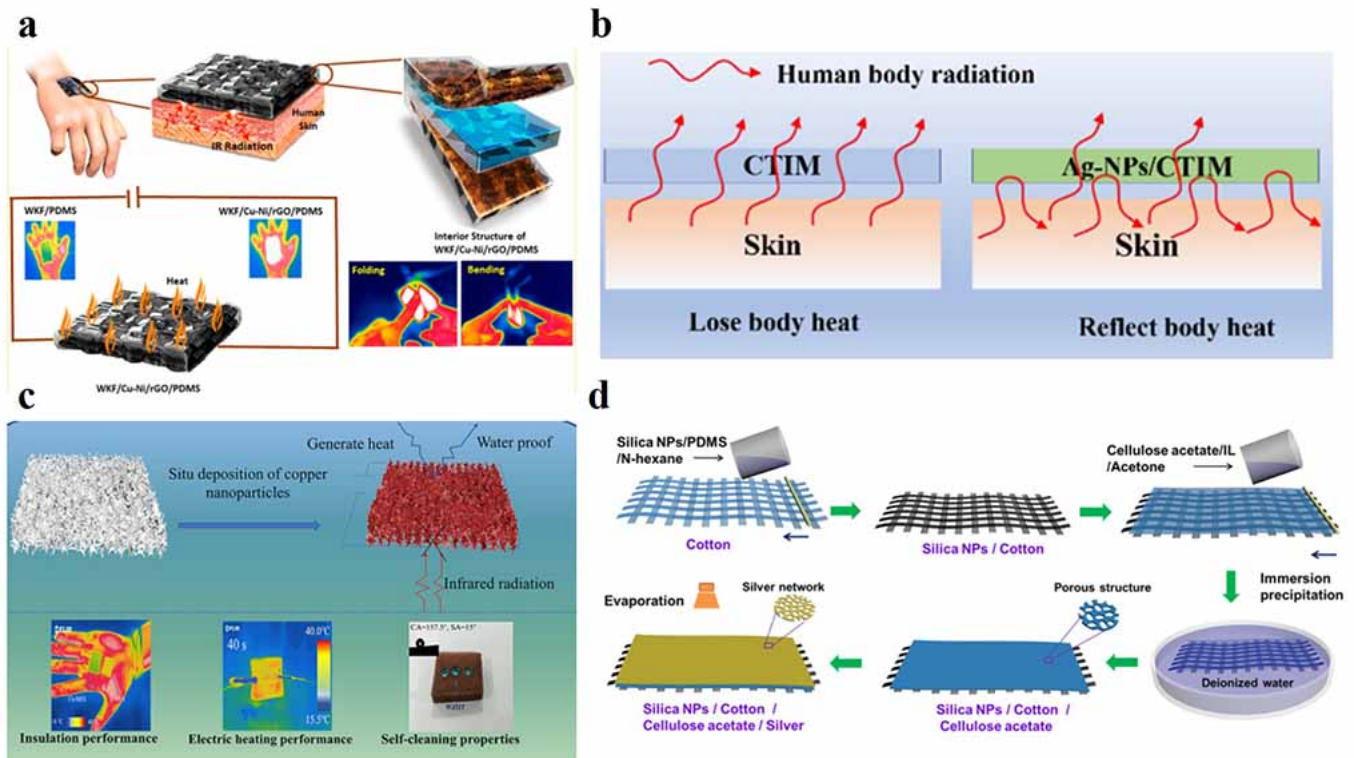 a
Human
Skin
IR Radiation
WKF/PDMS
WKF/Cu-Ni/rGO/PDMS
Interior Structure of
WKF/Cu-Ni/rGO/PDMS
Heat
Folding
Bending
WKF/Cu-Ni/rGO/PDMS
b
Human body radiation
CTIM
Ag-NPs/CTIM
Skin
Skin
Lose body heat
Reflect body heat
c
Generate heat
Water proof
Situ deposition of copper
nanoparticles
Infrared radiation
40 s
40.0°C
15.5°C
CA=157.5°, SA=15°
water
Insulation performance
Electric heating performance
Self-cleaning properties
d
Silica NPs/PDMS
/N-hexane
Cotton
Silica NPs / Cotton
Cellulose acetate/IL
/Acetone
Immersion
precipitation
Deionized water
Porous structure
Silica NPs / Cotton /
Cellulose acetate
Evaporation
Silver network
Silica NPs / Cotton /
Cellulose acetate / Silver